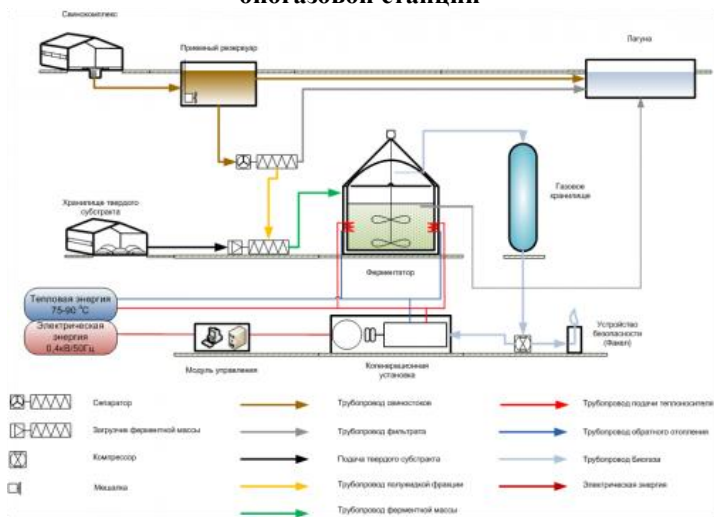 биогазовой станции
Свинокомплекс
Приемный резервуар
Лагуна
Хранилище твердого
субстракта
Газовое
хранилище
Ферментатор
Тепловая энергия
75-90 °C
Электрическая
энергия
0,4кВ/50Гц
Модуль управления
Когенерационная
установка
Устройство
безопасности
(Факел)
Сепаратор
Трубопровод свиностоков
Трубопровод подачи теплоносителя
Загрузчик ферментной массы
Трубопровод фильтрата
Трубопровод обратного отопления
Компрессор
Подача твердого субстракта
Трубопровод Биогаза
Мешалка
Трубопровод полужидкой фракции
Электрическая энергия
Трубопровод ферментной массы